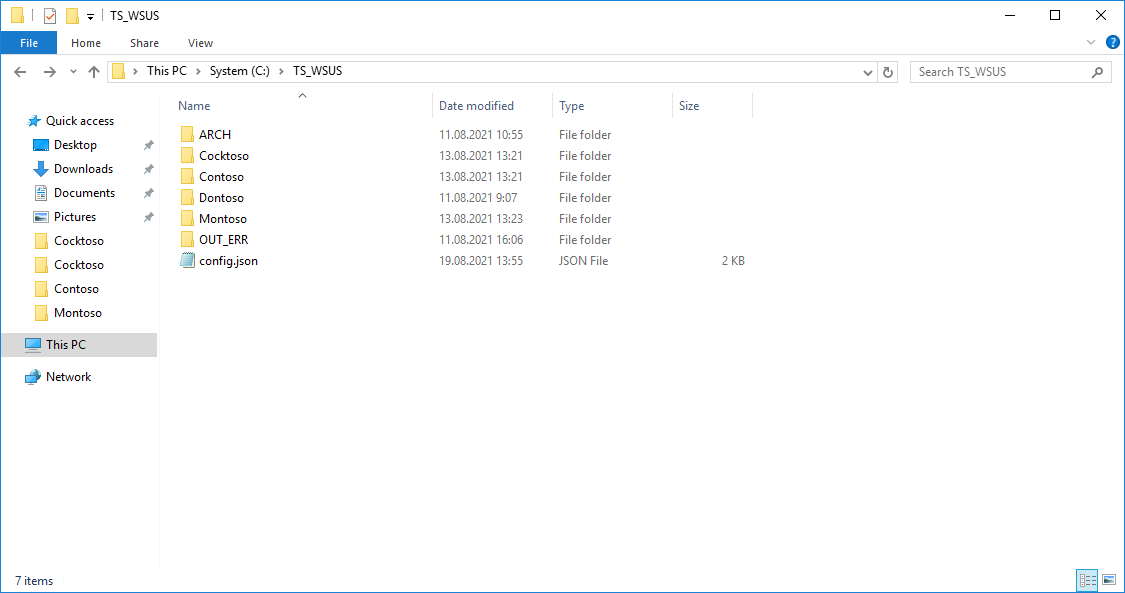 TS_WSUS
File Home Share View
This PC System (C:) TS_WSUS
Search TS_WSUS
Name Date modified Type Size
Quick access
Desktop
Downloads
Documents
Pictures
Cocktoso
Cocktoso
Contoso
Montoso
This PC
Network
ARCH 11.08.2021 10:55 File folder
Cocktoso 13.08.2021 13:21 File folder
Contoso 13.08.2021 13:21 File folder
Dontoso 11.08.2021 9:07 File folder
Montoso 13.08.2021 13:23 File folder
OUT_ERR 11.08.2021 16:06 File folder
config.json 19.08.2021 13:55 JSON File 2 KB
7 items